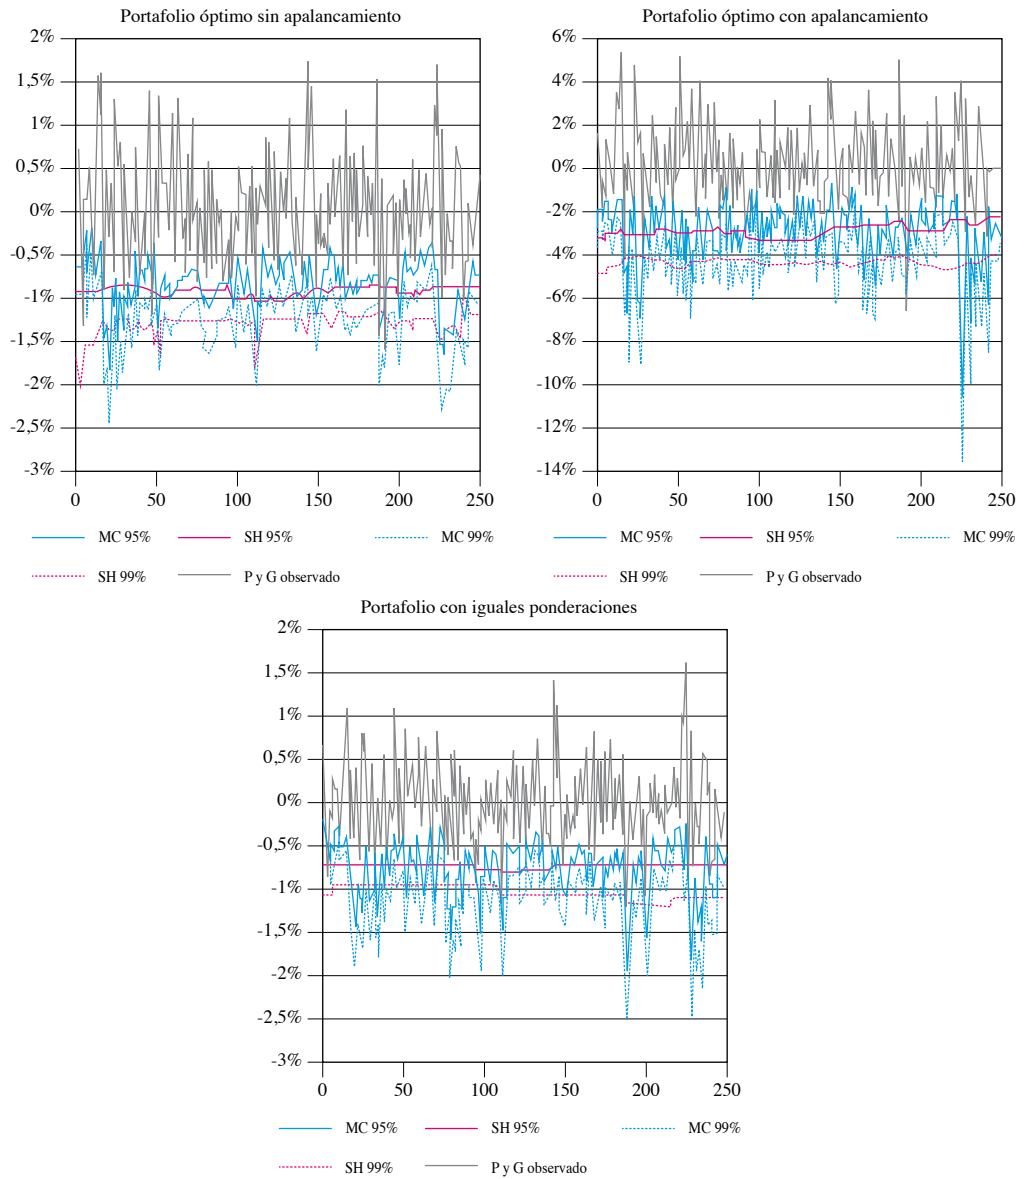 Portafolio óptimo sin apalancamiento
2%
1,5%
1%
0,5%
0%
-0,5%
-1%
-1,5%
-2%
-2,5%
-3%
0 50 100 150 200 250
MC 95% SH 95% MC 99%
SH 99% P y G observado
Portafolio óptimo con apalancamiento
6%
4%
2%
0%
-2%
-4%
-6%
-8%
-10%
-12%
-14%
0 50 100 150 200 250
MC 95% SH 95% MC 99%
SH 99% P y G observado
Portafolio con iguales ponderaciones
2%
1,5%
1%
0,5%
0%
-0,5%
-1%
-1,5%
-2%
-2,5%
-3%
0 50 100 150 200 250
MC 95% SH 95% MC 99%
SH 99% P y G observado